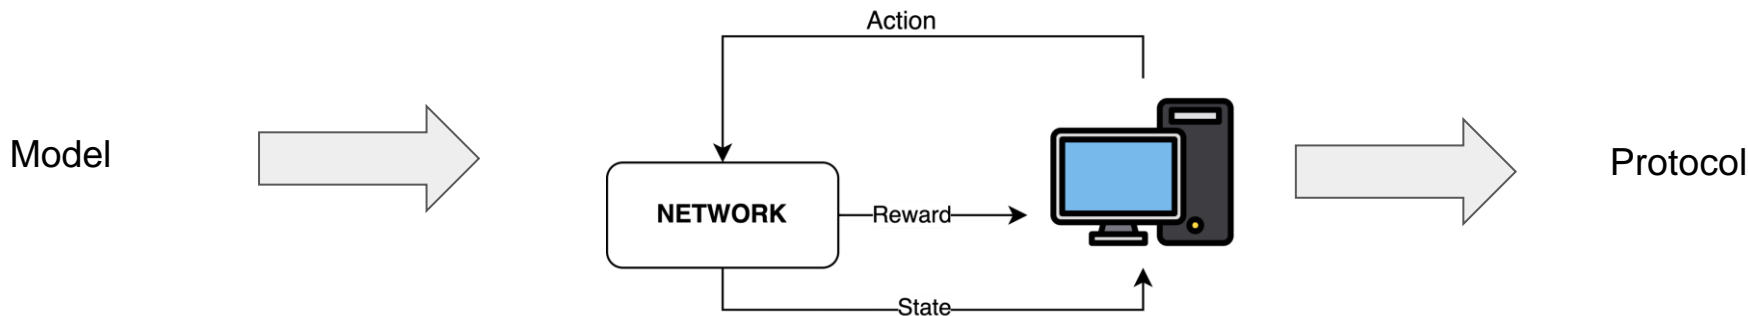 Action
Model
NETWORK
Reward
Protocol
State